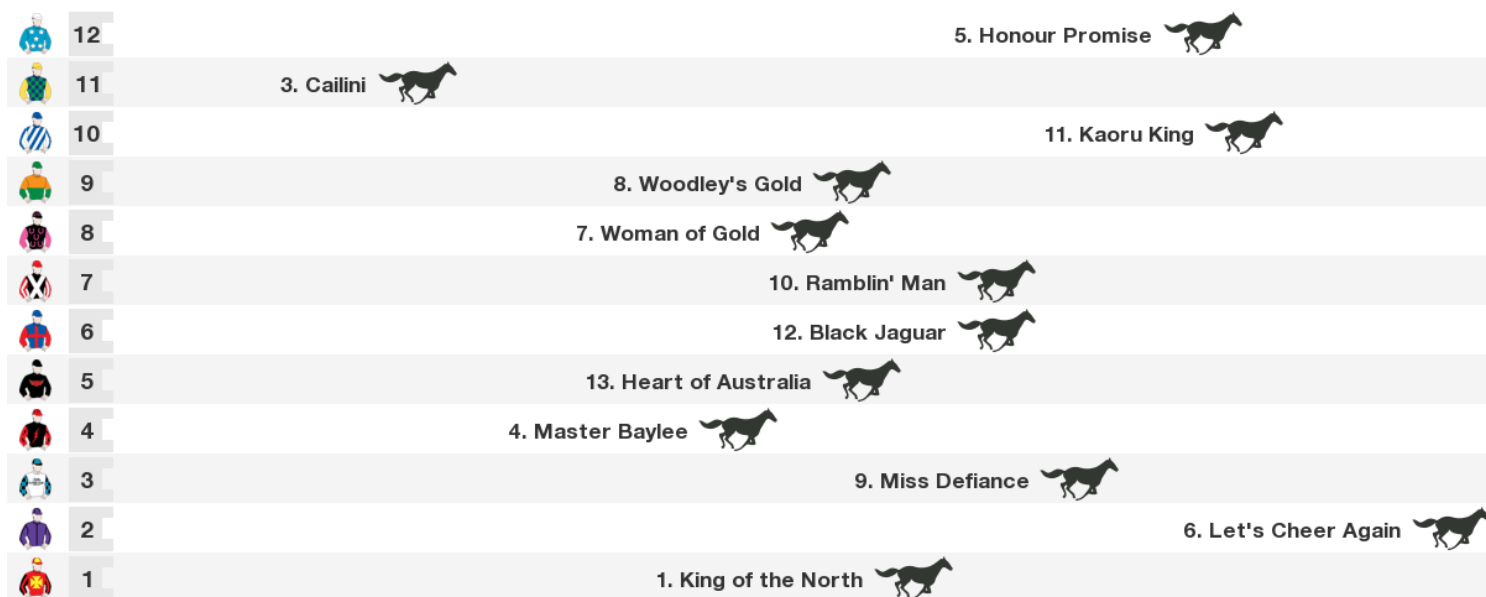 12 5. Honour Promise
11 3. Cailini
10 11. Kaoru King
9 8. Woodley's Gold
8 7. Woman of Gold
7 10. Ramblin' Man
6 12. Black Jaguar
5 13. Heart of Australia
4 4. Master Baylee
3 9. Miss Defiance
2 6. Let's Cheer Again
1 1. King of the North